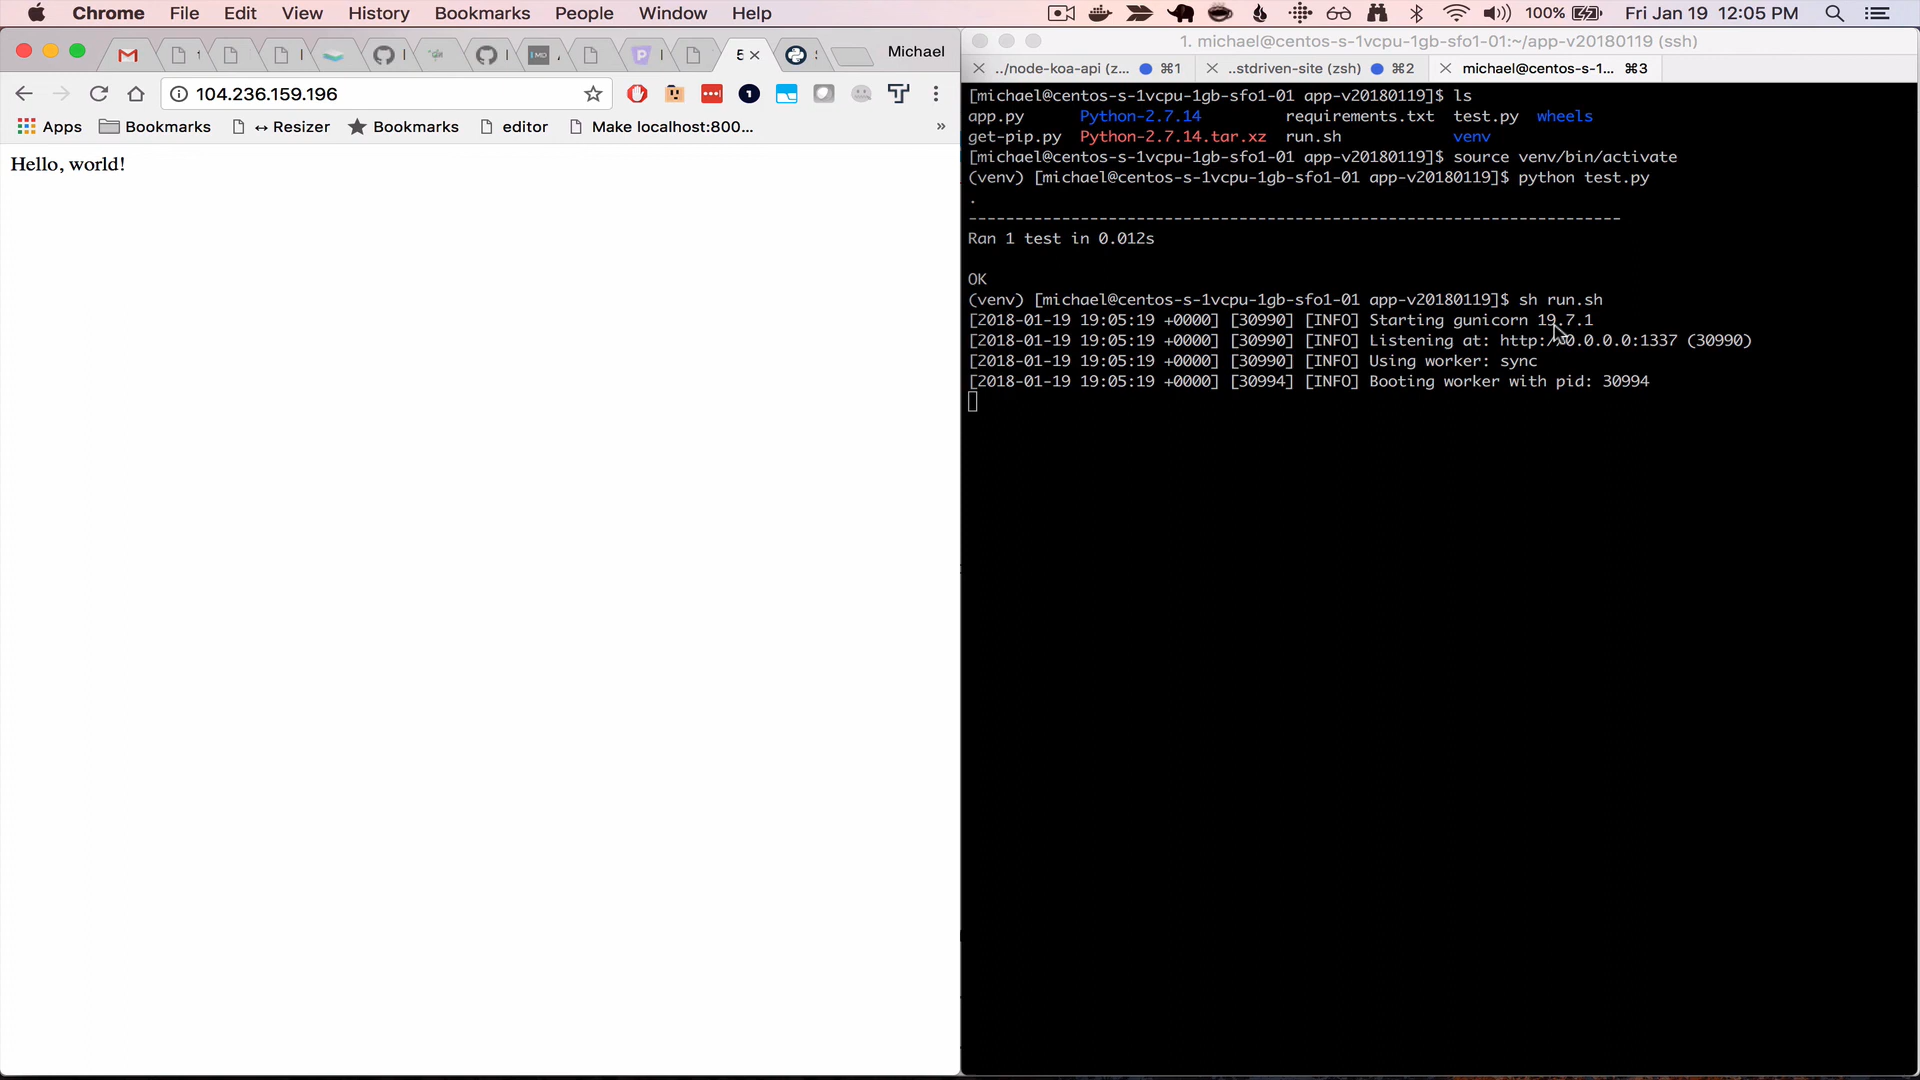 Chrome File Edit View History Bookmarks People Window Help 100% Fri Jan 19 12:05 PM
5 Michael
104.236.159.196
Apps Bookmarks ↔ Resizer Bookmarks editor Make localhost:800... »
Hello, world!
1. michael@centos-s-1vcpu-1gb-sfo1-01:~/app-v20180119 (ssh)
../node-koa-api (z... ⌘1 ..stdriven-site (zsh) ⌘2 michael@centos-s-1... ⌘3
[michael@centos-s-1vcpu-1gb-sfo1-01 app-v20180119]$ ls
app.py Python-2.7.14 requirements.txt test.py wheels
get-pip.py Python-2.7.14.tar.xz run.sh venv
[michael@centos-s-1vcpu-1gb-sfo1-01 app-v20180119]$ source venv/bin/activate
(venv) [michael@centos-s-1vcpu-1gb-sfo1-01 app-v20180119]$ python test.py
.
----------------------------------------------------------------------
Ran 1 test in 0.012s
OK
(venv) [michael@centos-s-1vcpu-1gb-sfo1-01 app-v20180119]$ sh run.sh
[2018-01-19 19:05:19 +0000] [30990] [INFO] Starting gunicorn 19.7.1
[2018-01-19 19:05:19 +0000] [30990] [INFO] Listening at: http://0.0.0.0:1337 (30990)
[2018-01-19 19:05:19 +0000] [30990] [INFO] Using worker: sync
[2018-01-19 19:05:19 +0000] [30994] [INFO] Booting worker with pid: 30994